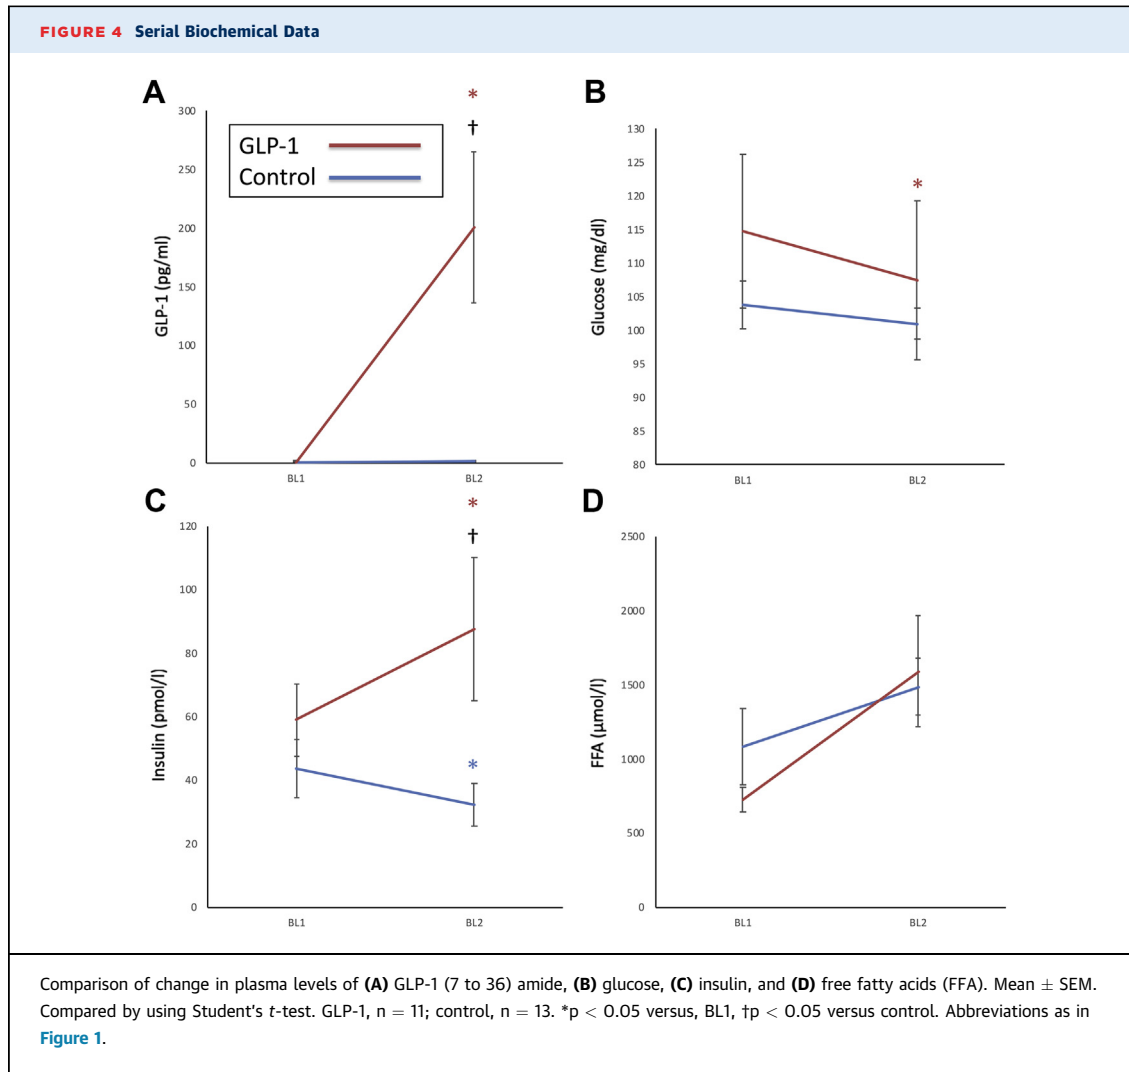 FIGURE 4 Serial Biochemical Data
A
*
†
300
250
200
150
100
50
0
GLP-1 (pg/ml)
GLP-1
Control
BL1
BL2
B
*
130
125
120
115
110
105
100
95
90
85
80
Glucose (mg/dl)
BL1
BL2
C
*
†
*
120
100
80
60
40
20
0
Insulin (pmol/l)
BL1
BL2
D
2500
2000
1500
1000
500
0
FFA (µmol/l)
BL1
BL2
Comparison of change in plasma levels of (A) GLP-1 (7 to 36) amide, (B) glucose, (C) insulin, and (D) free fatty acids (FFA). Mean ± SEM.
Compared by using Student's t-test. GLP-1, n = 11; control, n = 13. *p < 0.05 versus, BL1, †p < 0.05 versus control. Abbreviations as in
Figure 1.